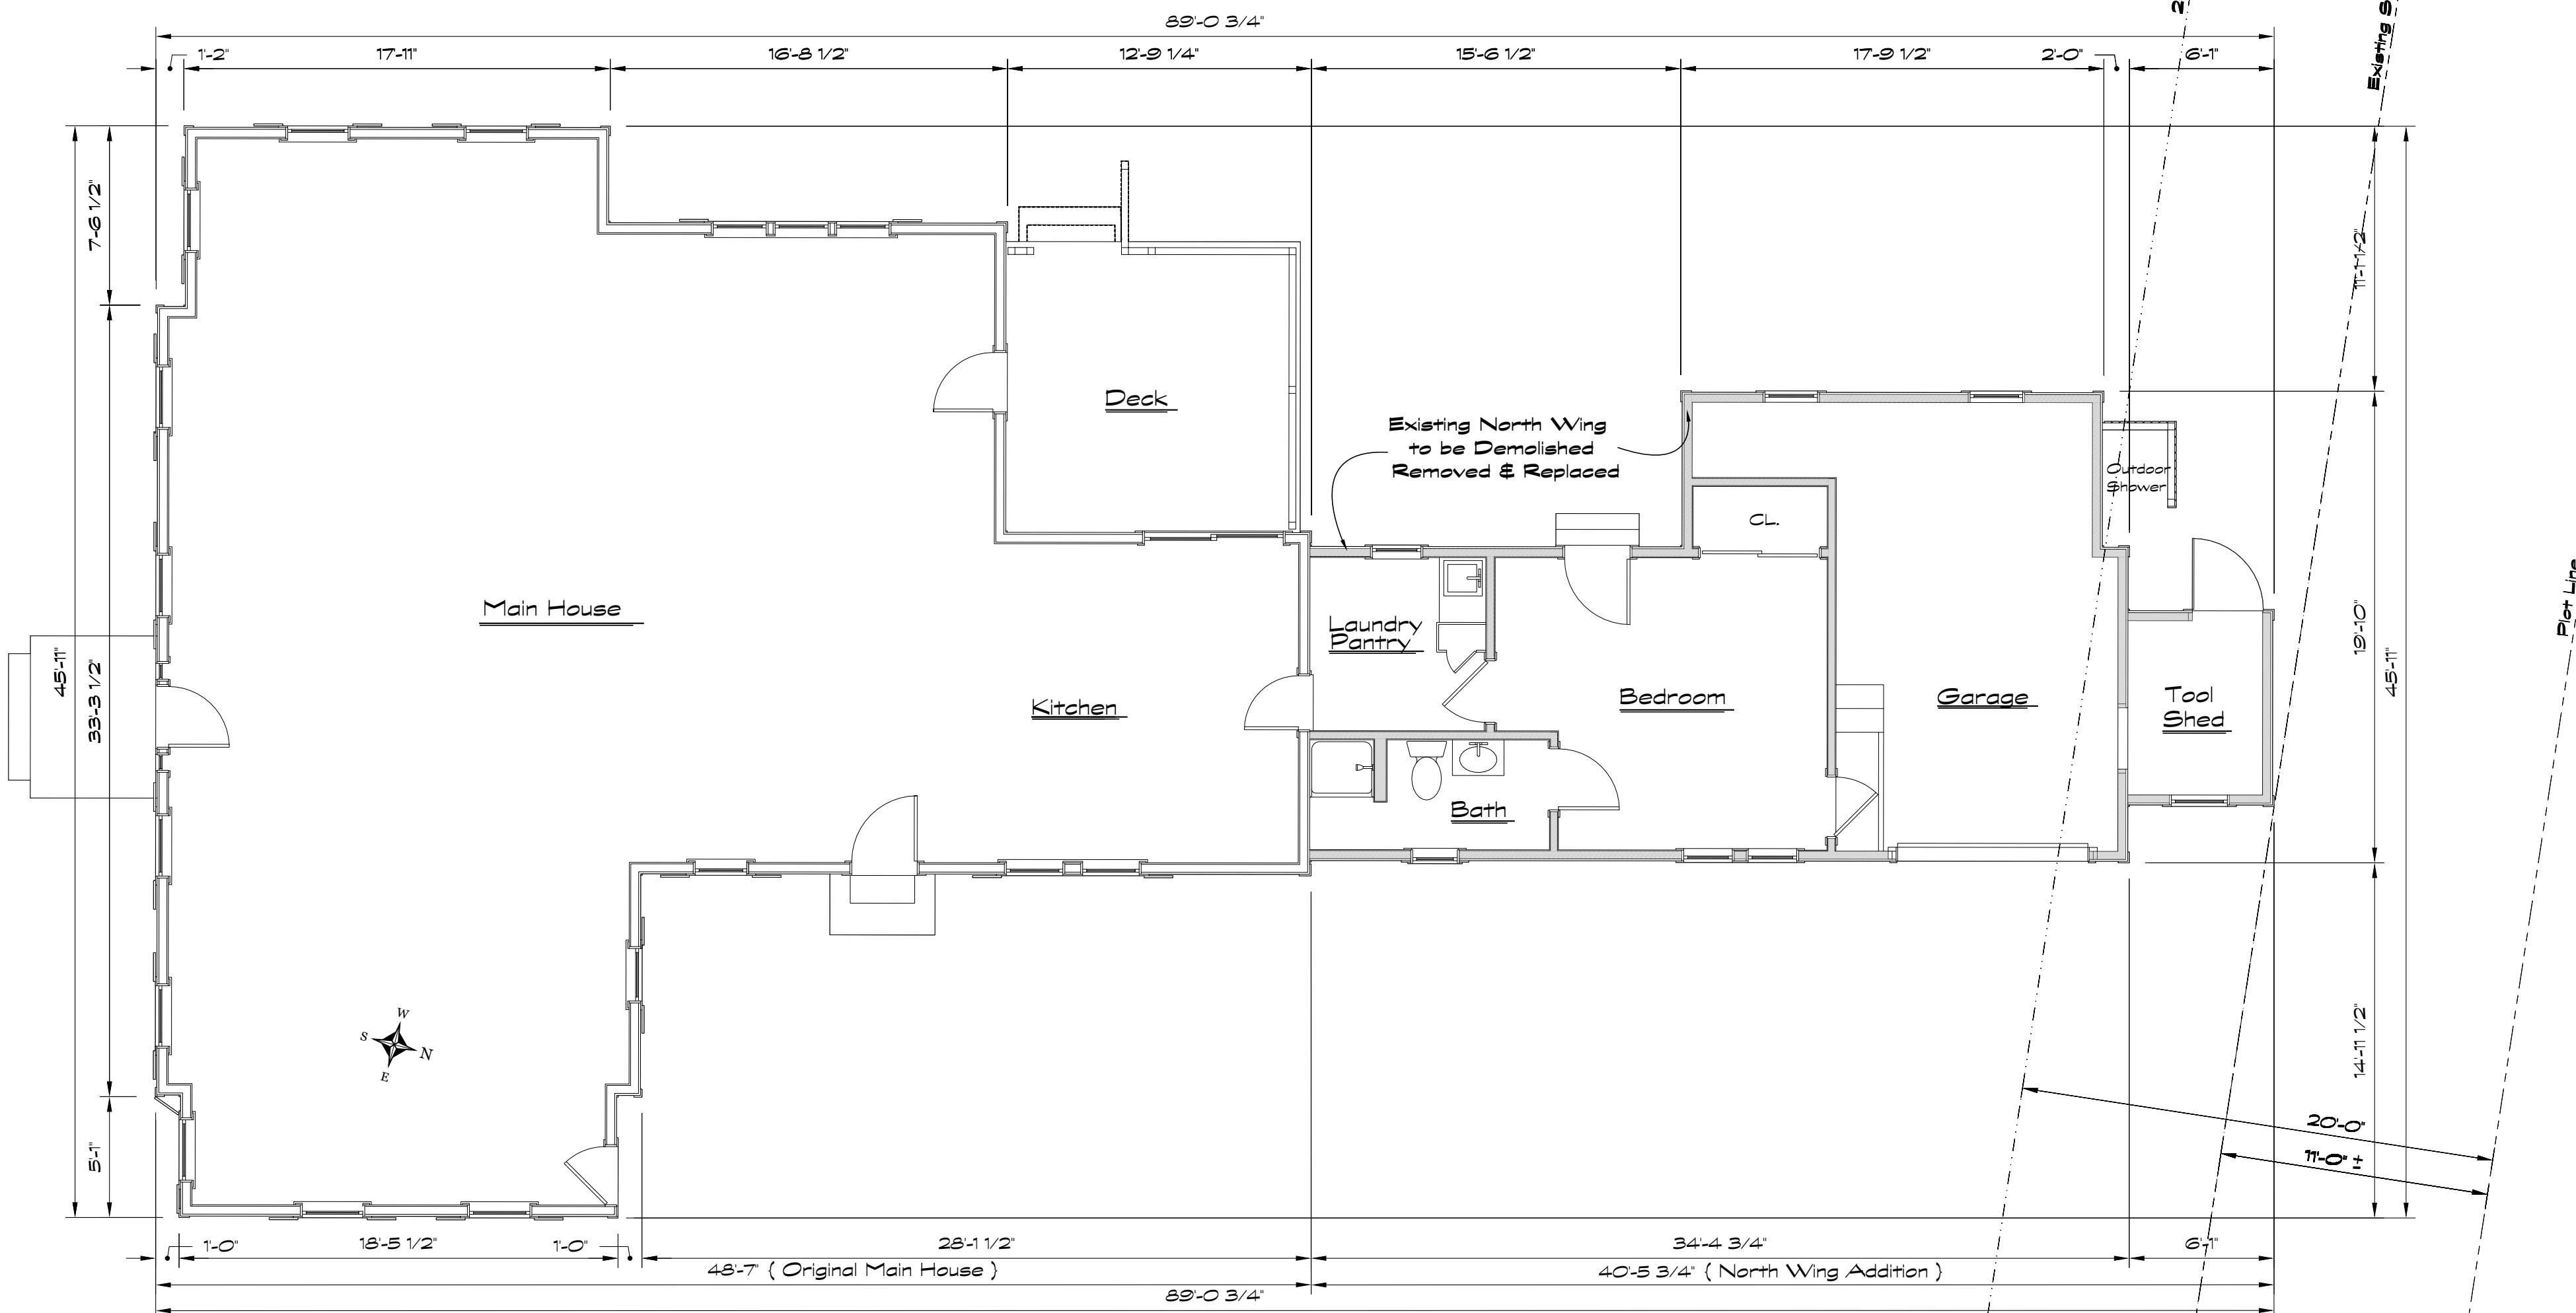 89'-0 3/4"
1'-2"
17'-11"
16'-8 1/2"
12'-9 1/4"
15'-6 1/2"
17'-9 1/2"
2'-0"
6'-1"
2
Existing S
7'-6 1/2"
11'-1 1/2"
Deck
Existing North Wing
to be Demolished
Removed & Replaced
Outdoor
Shower
CL.
Plot Line
Main House
Laundry
Pantry
19'-10"
45'-11"
33'-3 1/2"
45'-11"
Kitchen
Bedroom
Garage
Tool
Shed
Bath
W
S
N
E
14'-11 1/2"
20'-0"
11'-0" ±
5'-1"
1'-0"
18'-5 1/2"
1'-0"
28'-1 1/2"
34'-4 3/4"
6'-1"
48'-7" ( Original Main House )
40'-5 3/4" ( North Wing Addition )
89'-0 3/4"